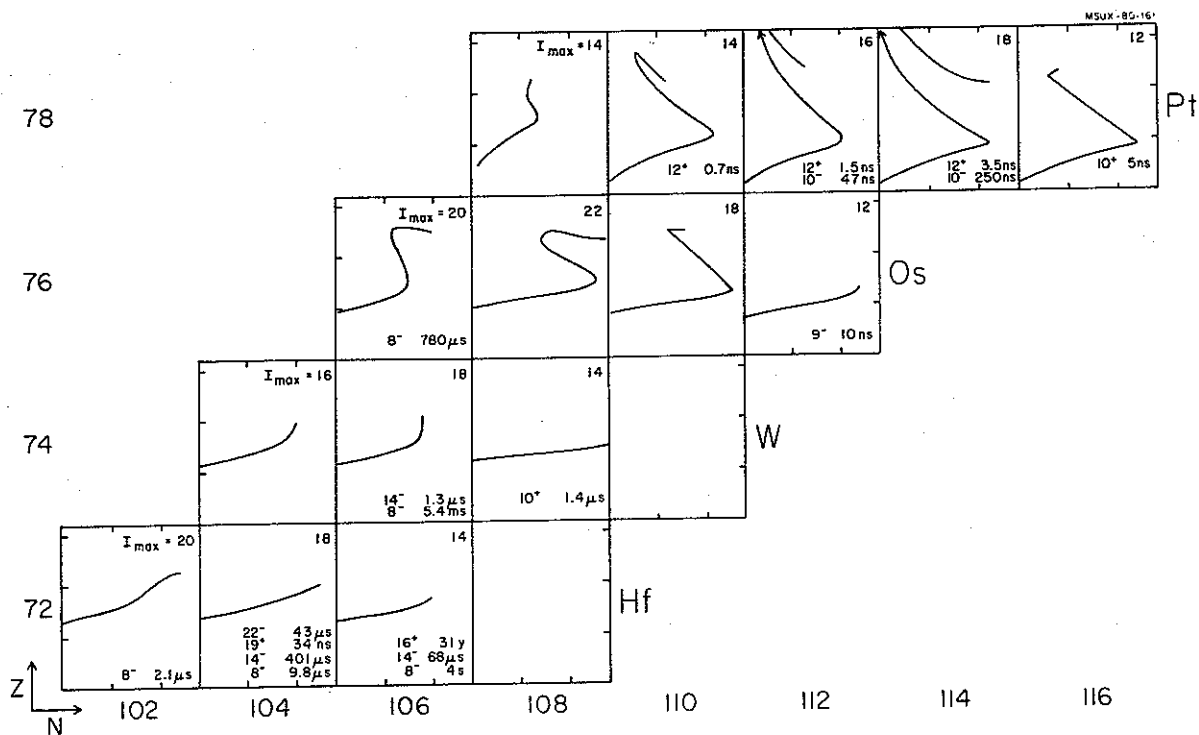 MSUX-80-161
I max = 14
14
16
18
12
78
Pt
12+ 0.7ns
12+ 1.5ns
10- 47ns
12+ 3.5ns
10- 250ns
10+ 5ns
I max = 20
22
18
12
76
Os
8- 780μs
9- 10ns
I max = 16
18
14
74
W
14- 1.3μs
8- 5.4ms
10+ 1.4μs
I max = 20
18
14
72
Hf
8- 2.1μs
22- 43μs
19+ 34ns
14- 401μs
8+ 9.8μs
16+ 31y
14- 68μs
8- 4s
Z
N
102 104 106 108 110 112 114 116